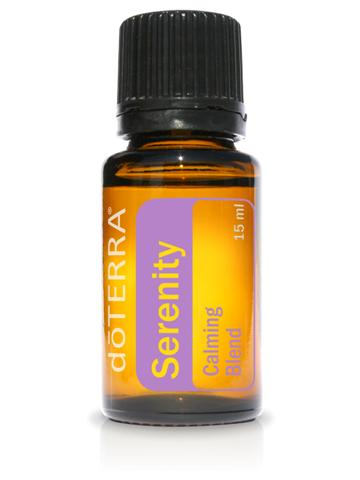 dōTERRA®
Serenity
Calming
Blend
15 ml